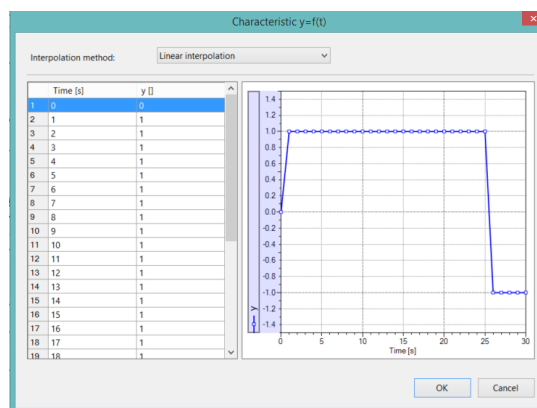 Characteristic y=f(t)
Interpolation method: Linear interpolation
Time [s] y []
1 0 0
2 1 1
3 2 1
4 3 1
5 4 1
6 5 1
7 6 1
8 7 1
9 8 1
10 9 1
11 10 1
12 11 1
13 12 1
14 13 1
15 14 1
16 15 1
17 16 1
18 17 1
19 18 1
1.4
1.2
1.0
0.8
0.6
0.4
0.2
0.0
-0.2
-0.4
-0.6
-0.8
-1.0
-1.2
-1.4
y
0 5 10 15 20 25 30
Time [s]
OK Cancel